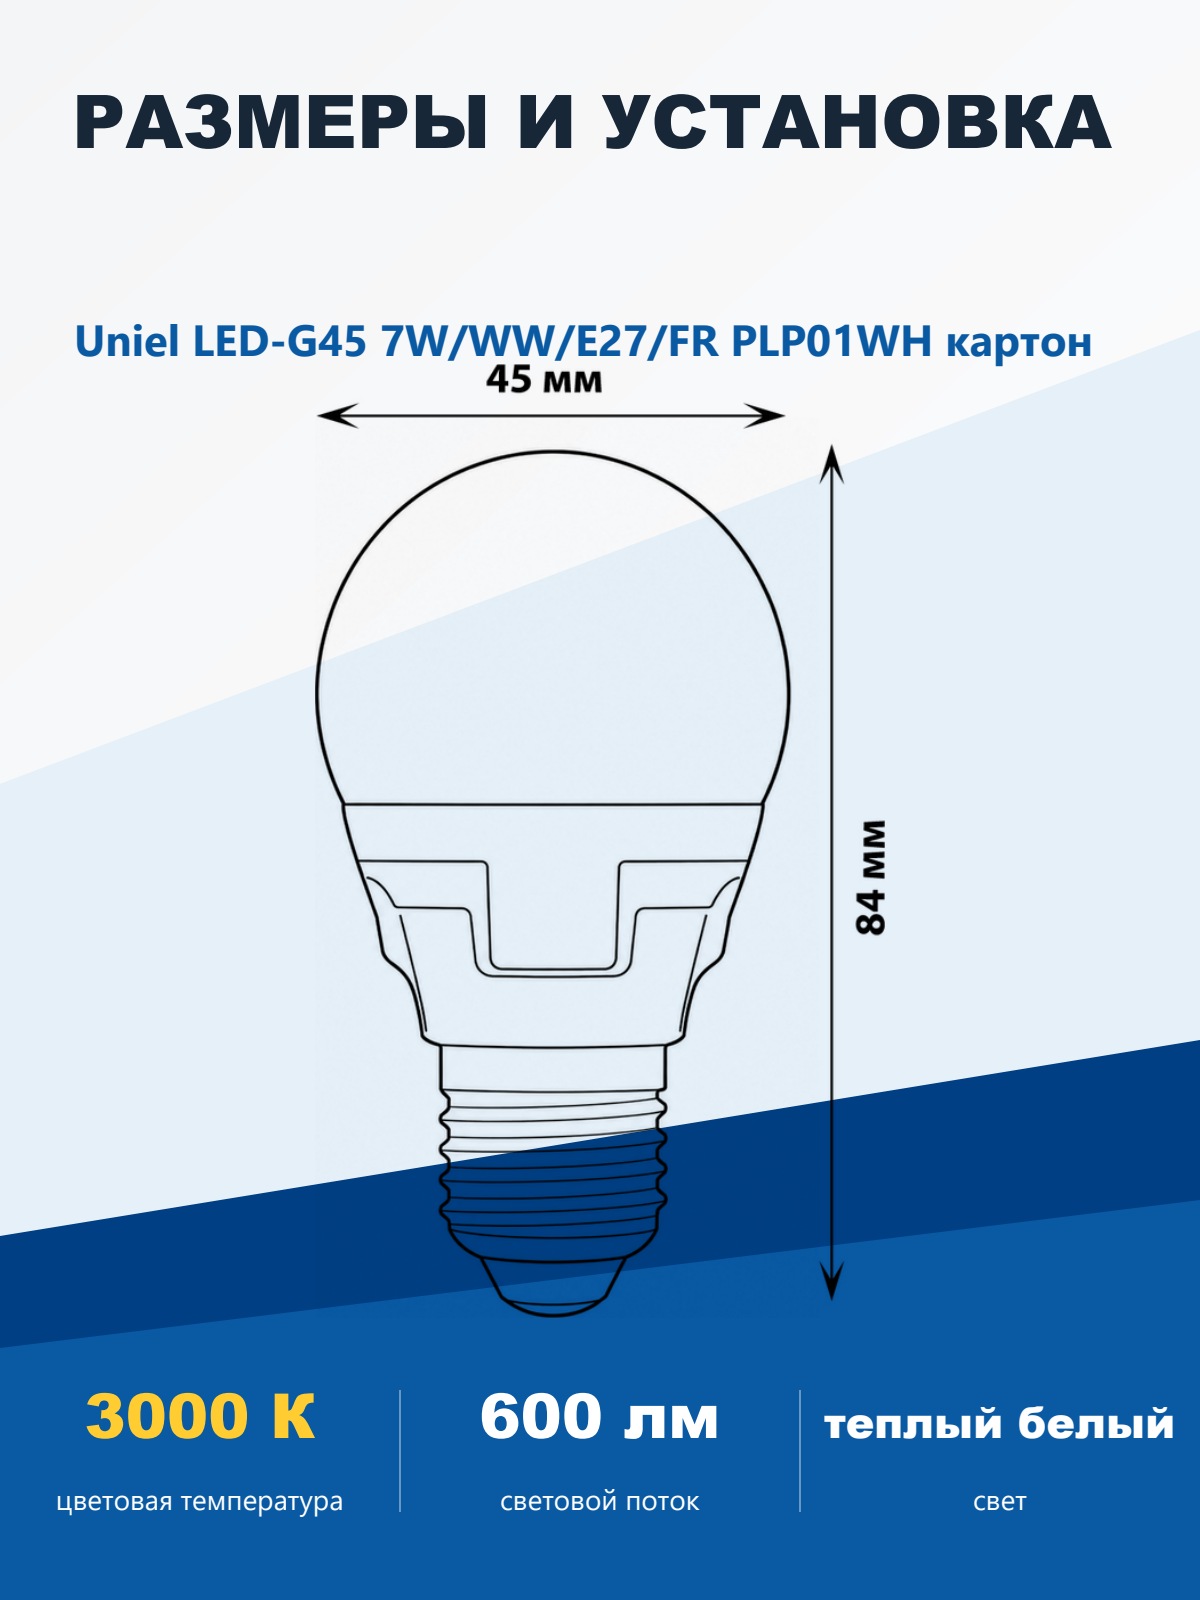 РАЗМЕРЫ И УСТАНОВКА
Uniel LED-G45 7W/WW/E27/FR PLP01WH картон
45 мм
84 мм
3000 К
600 лм
теплый белый
цветовая температура
световой поток
свет